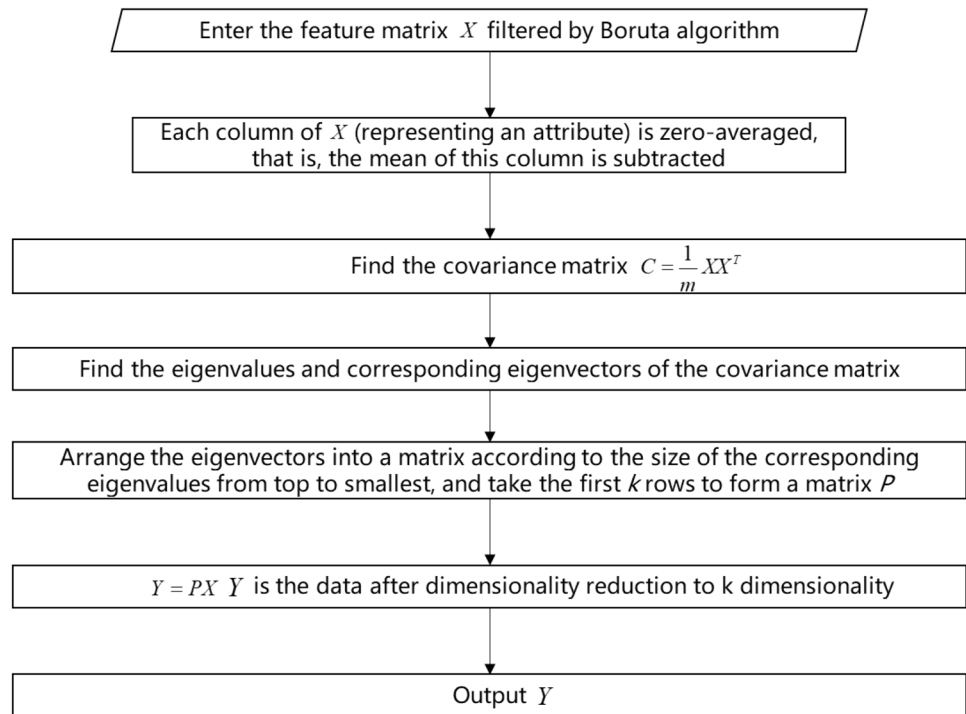 Enter the feature matrix X filtered by Boruta algorithm
Each column of X (representing an attribute) is zero-averaged,
that is, the mean of this column is subtracted
Find the covariance matrix C = \frac{1}{m} XX^T
Find the eigenvalues and corresponding eigenvectors of the covariance matrix
Arrange the eigenvectors into a matrix according to the size of the corresponding
eigenvalues from top to smallest, and take the first k rows to form a matrix P
Y = PX Y is the data after dimensionality reduction to k dimensionality
Output Y